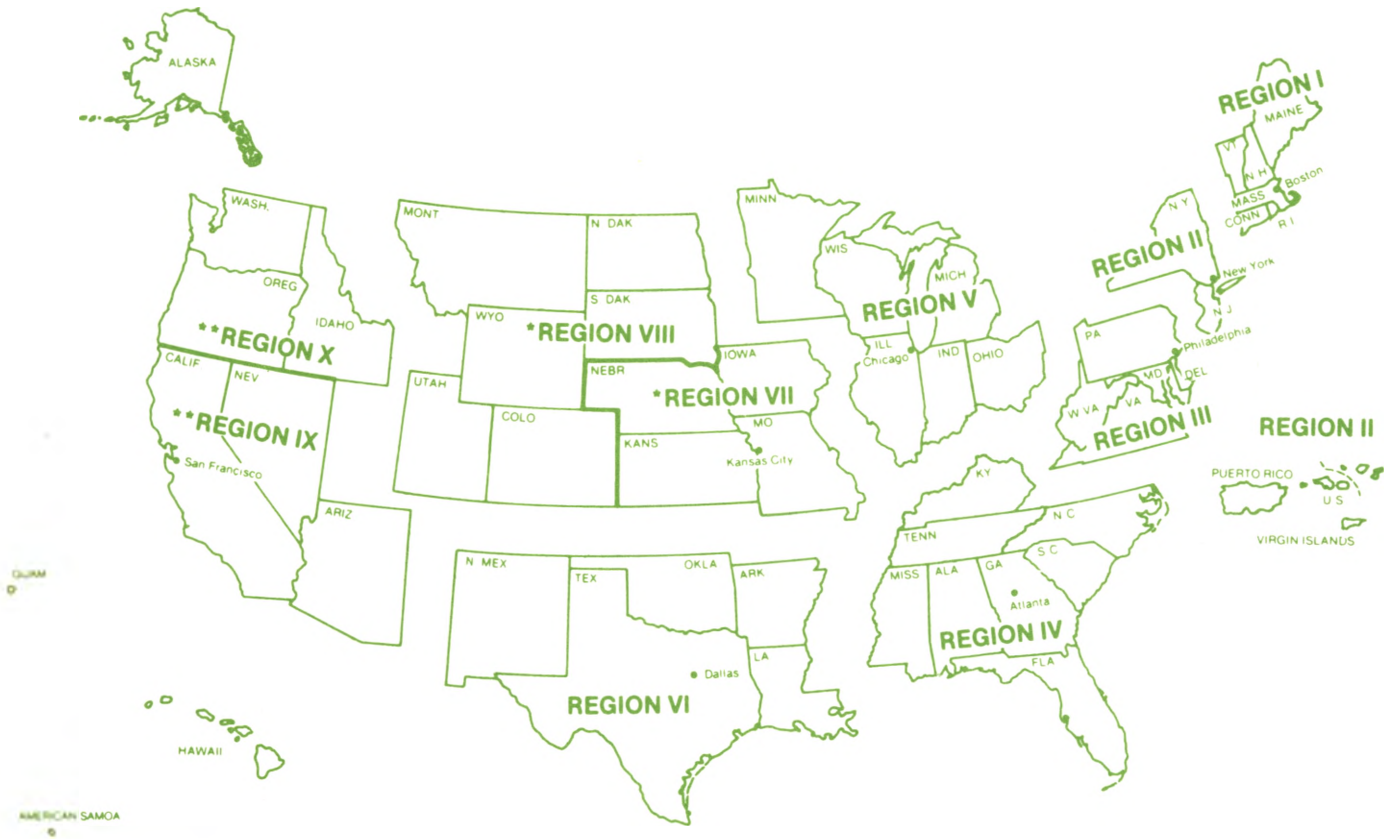 ALASKA
REGION I
MAINE
VT
N H
Boston
MASS
CONN
R I
WASH.
MONT
N DAK
MINN
N Y
WIS
REGION II
MICH
New York
OREG
S DAK
REGION V
N J
IDAHO
WYO
*REGION VIII
PA
**REGION X
Philadelphia
ILL
IND
OHIO
IOWA
Chicago
CALIF
NEV
UTAH
NEBR
MD
DEL
*REGION VII
W VA
VA
**REGION IX
COLO
MO
REGION III
REGION II
KANS
San Francisco
Kansas City
KY
PUERTO RICO
U S
ARIZ
N C
TENN
VIRGIN ISLANDS
S C
N MEX
OKLA
GA
GUAM
TEX
ARK
MISS
ALA
Atlanta
REGION IV
LA
FLA
Dallas
REGION VI
HAWAII
AMERICAN SAMOA